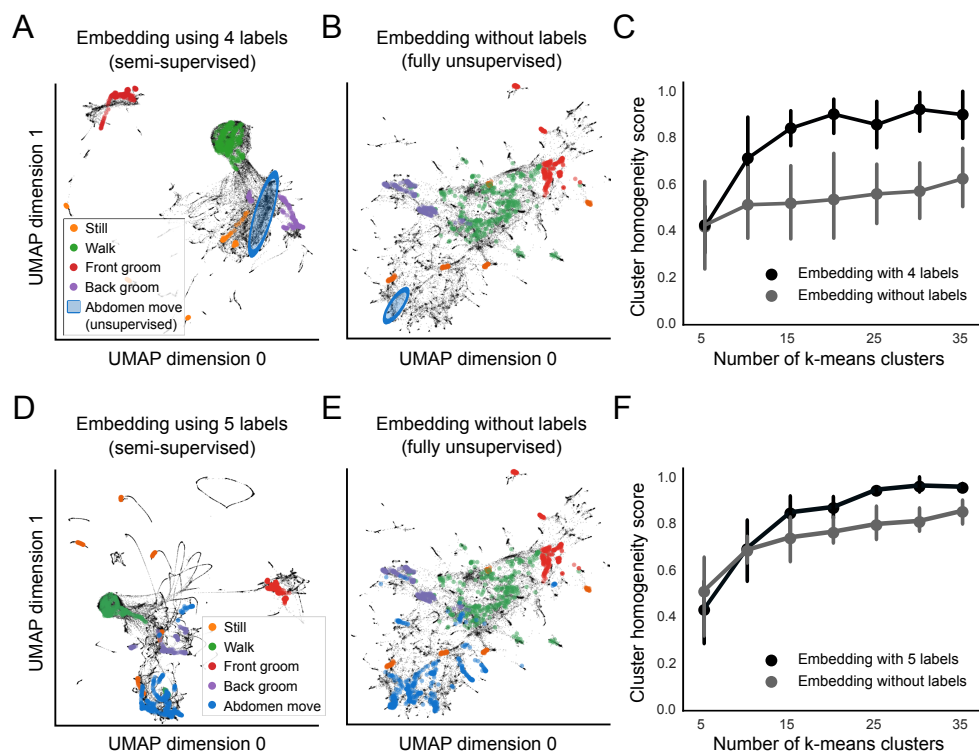 A
Embedding using 4 labels
(semi-supervised)
UMAP dimension 1
Still
Walk
Front groom
Back groom
Abdomen move
(unsupervised)
UMAP dimension 0
B
Embedding without labels
(fully unsupervised)
UMAP dimension 0
C
Cluster homogeneity score
1.0
0.8
0.6
0.4
0.2
0.0
Embedding with 4 labels
Embedding without labels
5
15
25
35
Number of k-means clusters
D
Embedding using 5 labels
(semi-supervised)
UMAP dimension 1
Still
Walk
Front groom
Back groom
Abdomen move
UMAP dimension 0
E
Embedding without labels
(fully unsupervised)
UMAP dimension 0
F
Cluster homogeneity score
1.0
0.8
0.6
0.4
0.2
0.0
Embedding with 5 labels
Embedding without labels
5
15
25
35
Number of k-means clusters